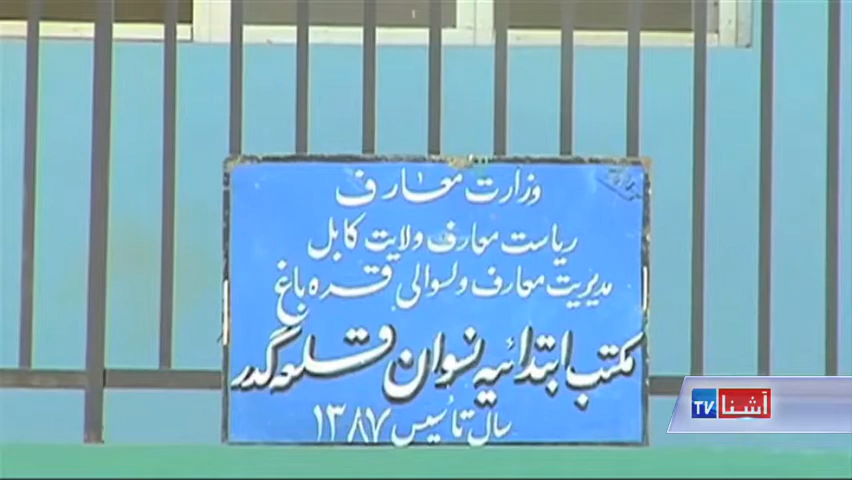 وزارت معارف
ریاست معارف ولایت کابل
مدیریت معارف ولسوالی قره باغ
مکتب ابتدائیه نسوان قلعه گدر
سال تأسیس ۱۳۸۷
TV آشنا